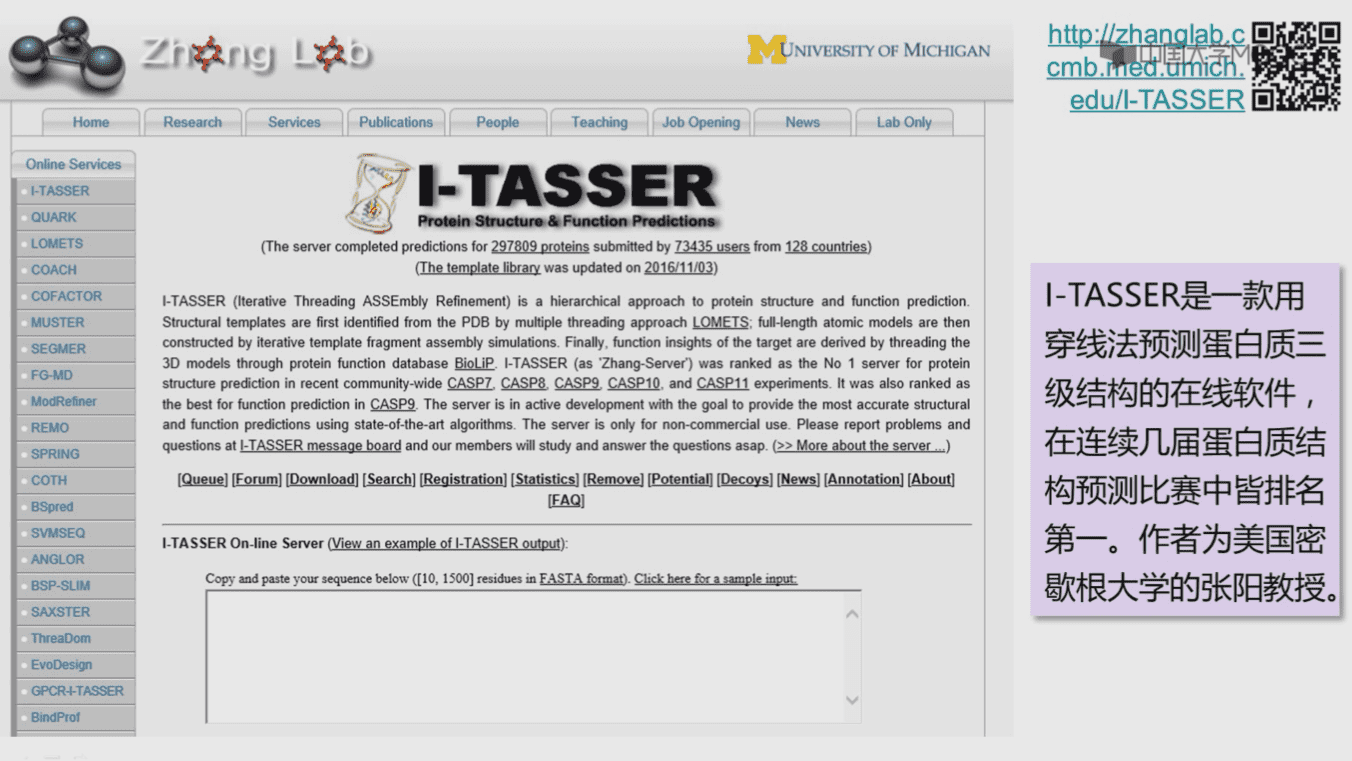 Zhang Lab
UNIVERSITY OF MICHIGAN
http://zhanglab.c
cmb.med.umich.
edu/I-TASSER
中国大学M
Home
Research
Services
Publications
People
Teaching
Job Opening
News
Lab Only
Online Services
I-TASSER
QUARK
LOMETS
COACH
COFACTOR
MUSTER
SEGMER
FG-MD
ModRefiner
REMO
SPRING
COTH
BSpred
SVMSEQ
ANGLOR
BSP-SLIM
SAXSTER
ThreaDom
EvoDesign
GPCR-I-TASSER
BindProf
I-TASSER
Protein Structure & Function Predictions
(The server completed predictions for 297809 proteins submitted by 73435 users from 128 countries)
(The template library was updated on 2016/11/03)
I-TASSER (Iterative Threading ASSEmbly Refinement) is a hierarchical approach to protein structure and function prediction.
Structural templates are first identified from the PDB by multiple threading approach LOMETS; full-length atomic models are then
constructed by iterative template fragment assembly simulations. Finally, function insights of the target are derived by threading the
3D models through protein function database BioLiP. I-TASSER (as 'Zhang-Server') was ranked as the No 1 server for protein
structure prediction in recent community-wide CASP7, CASP8, CASP9, CASP10, and CASP11 experiments. It was also ranked as
the best for function prediction in CASP9. The server is in active development with the goal to provide the most accurate structural
and function predictions using state-of-the-art algorithms. The server is only for non-commercial use. Please report problems and
questions at I-TASSER message board and our members will study and answer the questions asap. (>> More about the server ...)
[Queue] [Forum] [Download] [Search] [Registration] [Statistics] [Remove] [Potential] [Decoys] [News] [Annotation] [About]
[FAQ]
I-TASSER On-line Server (View an example of I-TASSER output):
Copy and paste your sequence below ([10, 1500] residues in FASTA format). Click here for a sample input:
I-TASSER是一款用
穿线法预测蛋白质三
级结构的在线软件，
在连续几届蛋白质结
构预测比赛中皆排名
第一。作者为美国密
歇根大学的张阳教授。